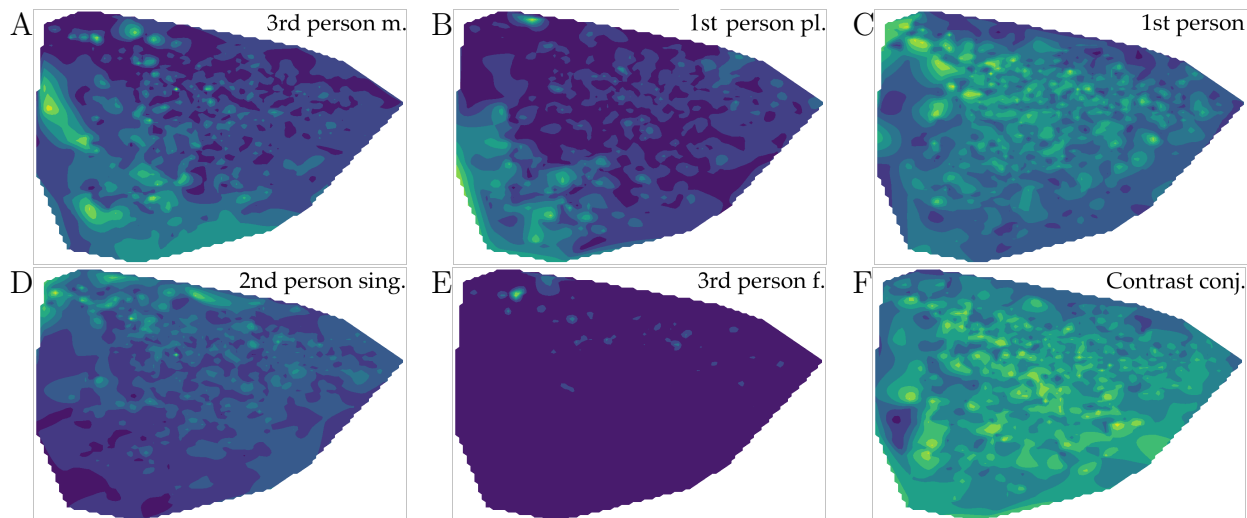 A 3rd person m.
B 1st person pl.
C 1st person
D 2nd person sing.
E 3rd person f.
F Contrast conj.